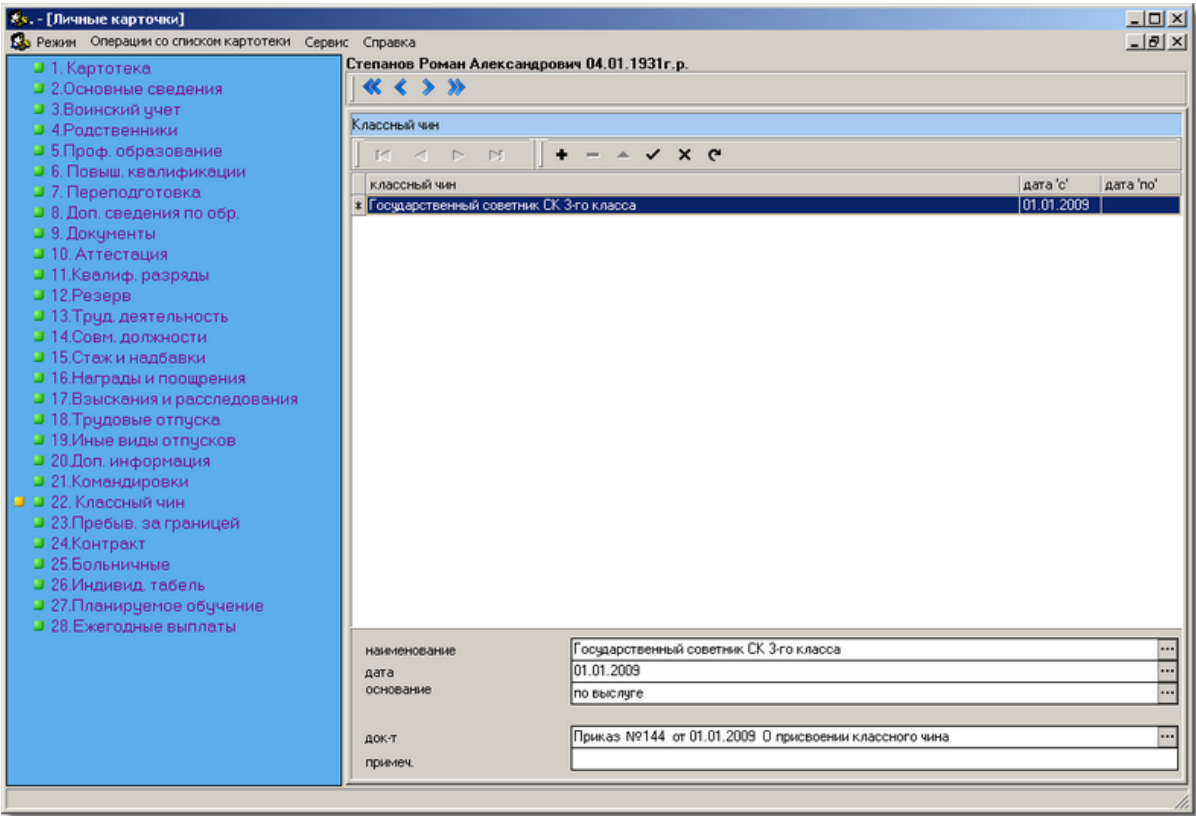 . - [Личные карточки]
Режим Операции со списком картотеки Сервис Справка
1. Картотека
2.Основные сведения
3.Воинский учет
4.Родственники
5.Проф. образование
6. Повыш. квалификации
7. Переподготовка
8. Доп. сведения по обр.
9. Документы
10. Аттестация
11.Квалиф. разряды
12.Резерв
13.Труд. деятельность
14.Совм. должности
15.Стаж и надбавки
16.Награды и поощрения
17.Взыскания и расследования
18.Трудовые отпуска
19.Иные виды отпусков
20.Доп. информация
21.Командировки
22. Классный чин
23.Пребыв. за границей
24.Контракт
25.Больничные
26.Индивид. табель
27.Планируемое обучение
28.Ежегодные выплаты
Степанов Роман Александрович 04.01.1931г.р.
Классный чин
классный чин дата 'с' дата 'по'
Государственный советник СК 3-го класса 01.01.2009
наименование Государственный советник СК 3-го класса
дата 01.01.2009
основание по выслуге
док-т Приказ №144 от 01.01.2009 О присвоении классного чина
примеч.